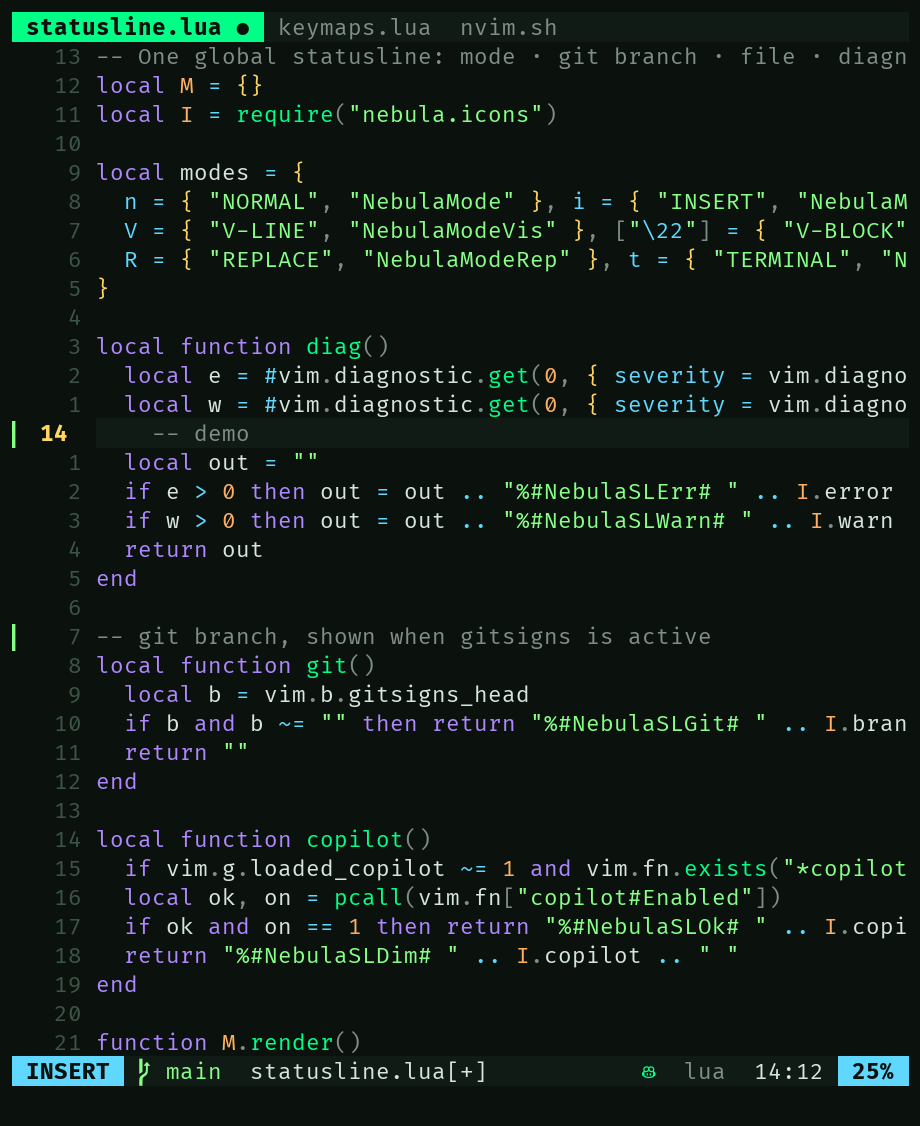 statusline.lua ● keymaps.lua nvim.sh
13 -- One global statusline: mode · git branch · file · diagn
12 local M = {}
11 local I = require("nebula.icons")
10
9 local modes = {
8   n = { "NORMAL", "NebulaMode" }, i = { "INSERT", "NebulaM
7   V = { "V-LINE", "NebulaModeVis" }, ["\22"] = { "V-BLOCK"
6   R = { "REPLACE", "NebulaModeRep" }, t = { "TERMINAL", "N
5 }
4
3 local function diag()
2   local e = #vim.diagnostic.get(0, { severity = vim.diagno
1   local w = #vim.diagnostic.get(0, { severity = vim.diagno
14     -- demo
1   local out = ""
2   if e > 0 then out = out .. "%#NebulaSLErr# " .. I.error
3   if w > 0 then out = out .. "%#NebulaSLWarn# " .. I.warn
4   return out
5 end
6
7 -- git branch, shown when gitsigns is active
8 local function git()
9   local b = vim.b.gitsigns_head
10   if b and b ~= "" then return "%#NebulaSLGit# " .. I.bran
11   return ""
12 end
13
14 local function copilot()
15   if vim.g.loaded_copilot ~= 1 and vim.fn.exists("*copilot
16   local ok, on = pcall(vim.fn["copilot#Enabled"])
17   if ok and on == 1 then return "%#NebulaSLOk# " .. I.copi
18   return "%#NebulaSLDim# " .. I.copilot .. " "
19 end
20
21 function M.render()
INSERT main statusline.lua[+] lua 14:12 25%